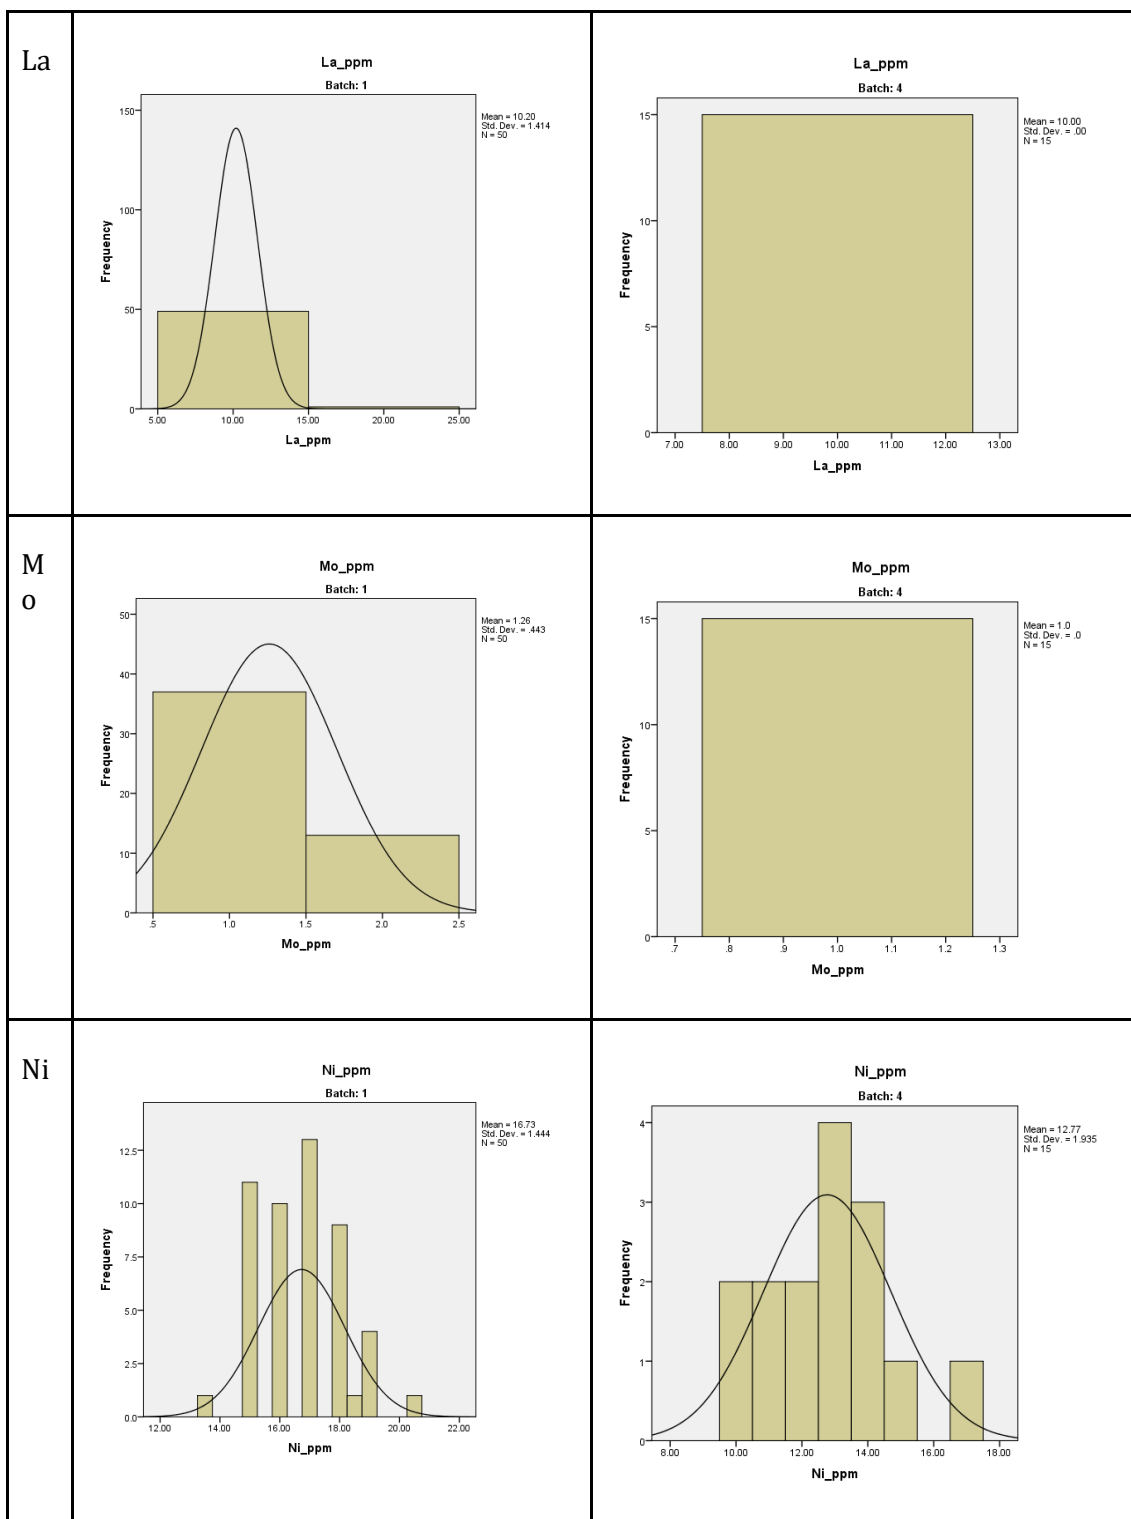 La
La_ppm
Batch: 1
Mean = 10.20
Std. Dev. = 1.414
N = 50
150
100
50
0
Frequency
5.00 10.00 15.00 20.00 25.00
La_ppm
La_ppm
Batch: 4
Mean = 10.00
Std. Dev. = .00
N = 15
15
10
5
0
Frequency
7.00 8.00 9.00 10.00 11.00 12.00 13.00
La_ppm
M
o
Mo_ppm
Batch: 1
Mean = 1.26
Std. Dev. = .443
N = 50
50
40
30
20
10
0
Frequency
.5 1.0 1.5 2.0 2.5
Mo_ppm
Mo_ppm
Batch: 4
Mean = 1.0
Std. Dev. = .0
N = 15
15
10
5
0
Frequency
.7 .8 .9 1.0 1.1 1.2 1.3
Mo_ppm
Ni
Ni_ppm
Batch: 1
Mean = 16.73
Std. Dev. = 1.444
N = 50
12.5
10.0
7.5
5.0
2.5
0.0
Frequency
12.00 14.00 16.00 18.00 20.00 22.00
Ni_ppm
Ni_ppm
Batch: 4
Mean = 12.77
Std. Dev. = 1.935
N = 15
4
3
2
1
0
Frequency
8.00 10.00 12.00 14.00 16.00 18.00
Ni_ppm